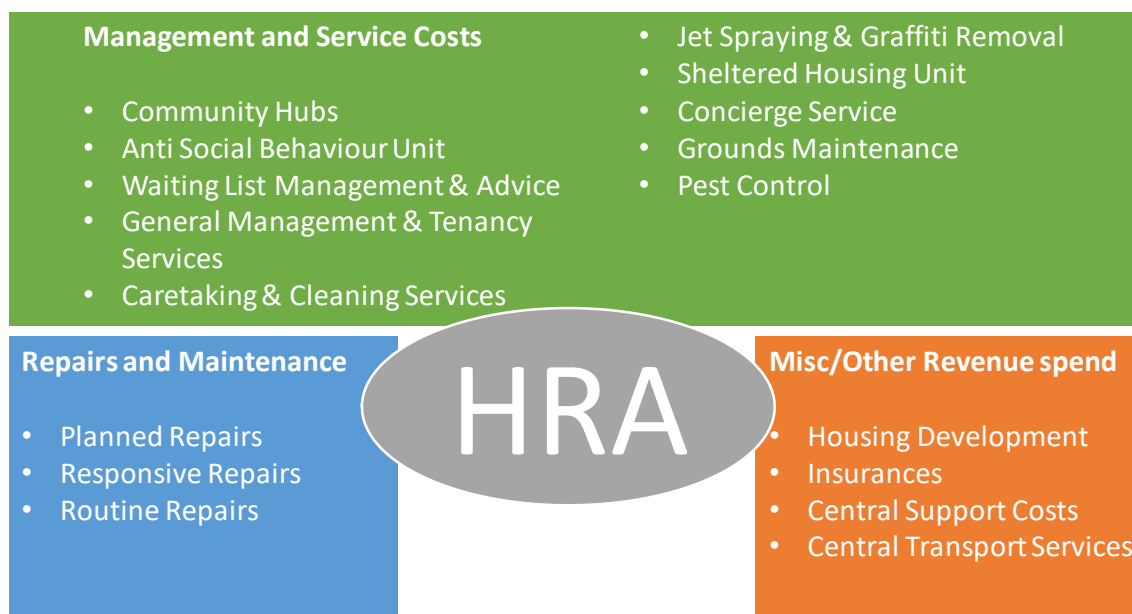 Management and Service Costs
• Community Hubs
• Anti Social Behaviour Unit
• Waiting List Management & Advice
• General Management & Tenancy
Services
• Caretaking & Cleaning Services
• Jet Spraying & Graffiti Removal
• Sheltered Housing Unit
• Concierge Service
• Grounds Maintenance
• Pest Control
HRA
Repairs and Maintenance
• Planned Repairs
• Responsive Repairs
• Routine Repairs
Misc/Other Revenue spend
• Housing Development
• Insurances
• Central Support Costs
• Central Transport Services